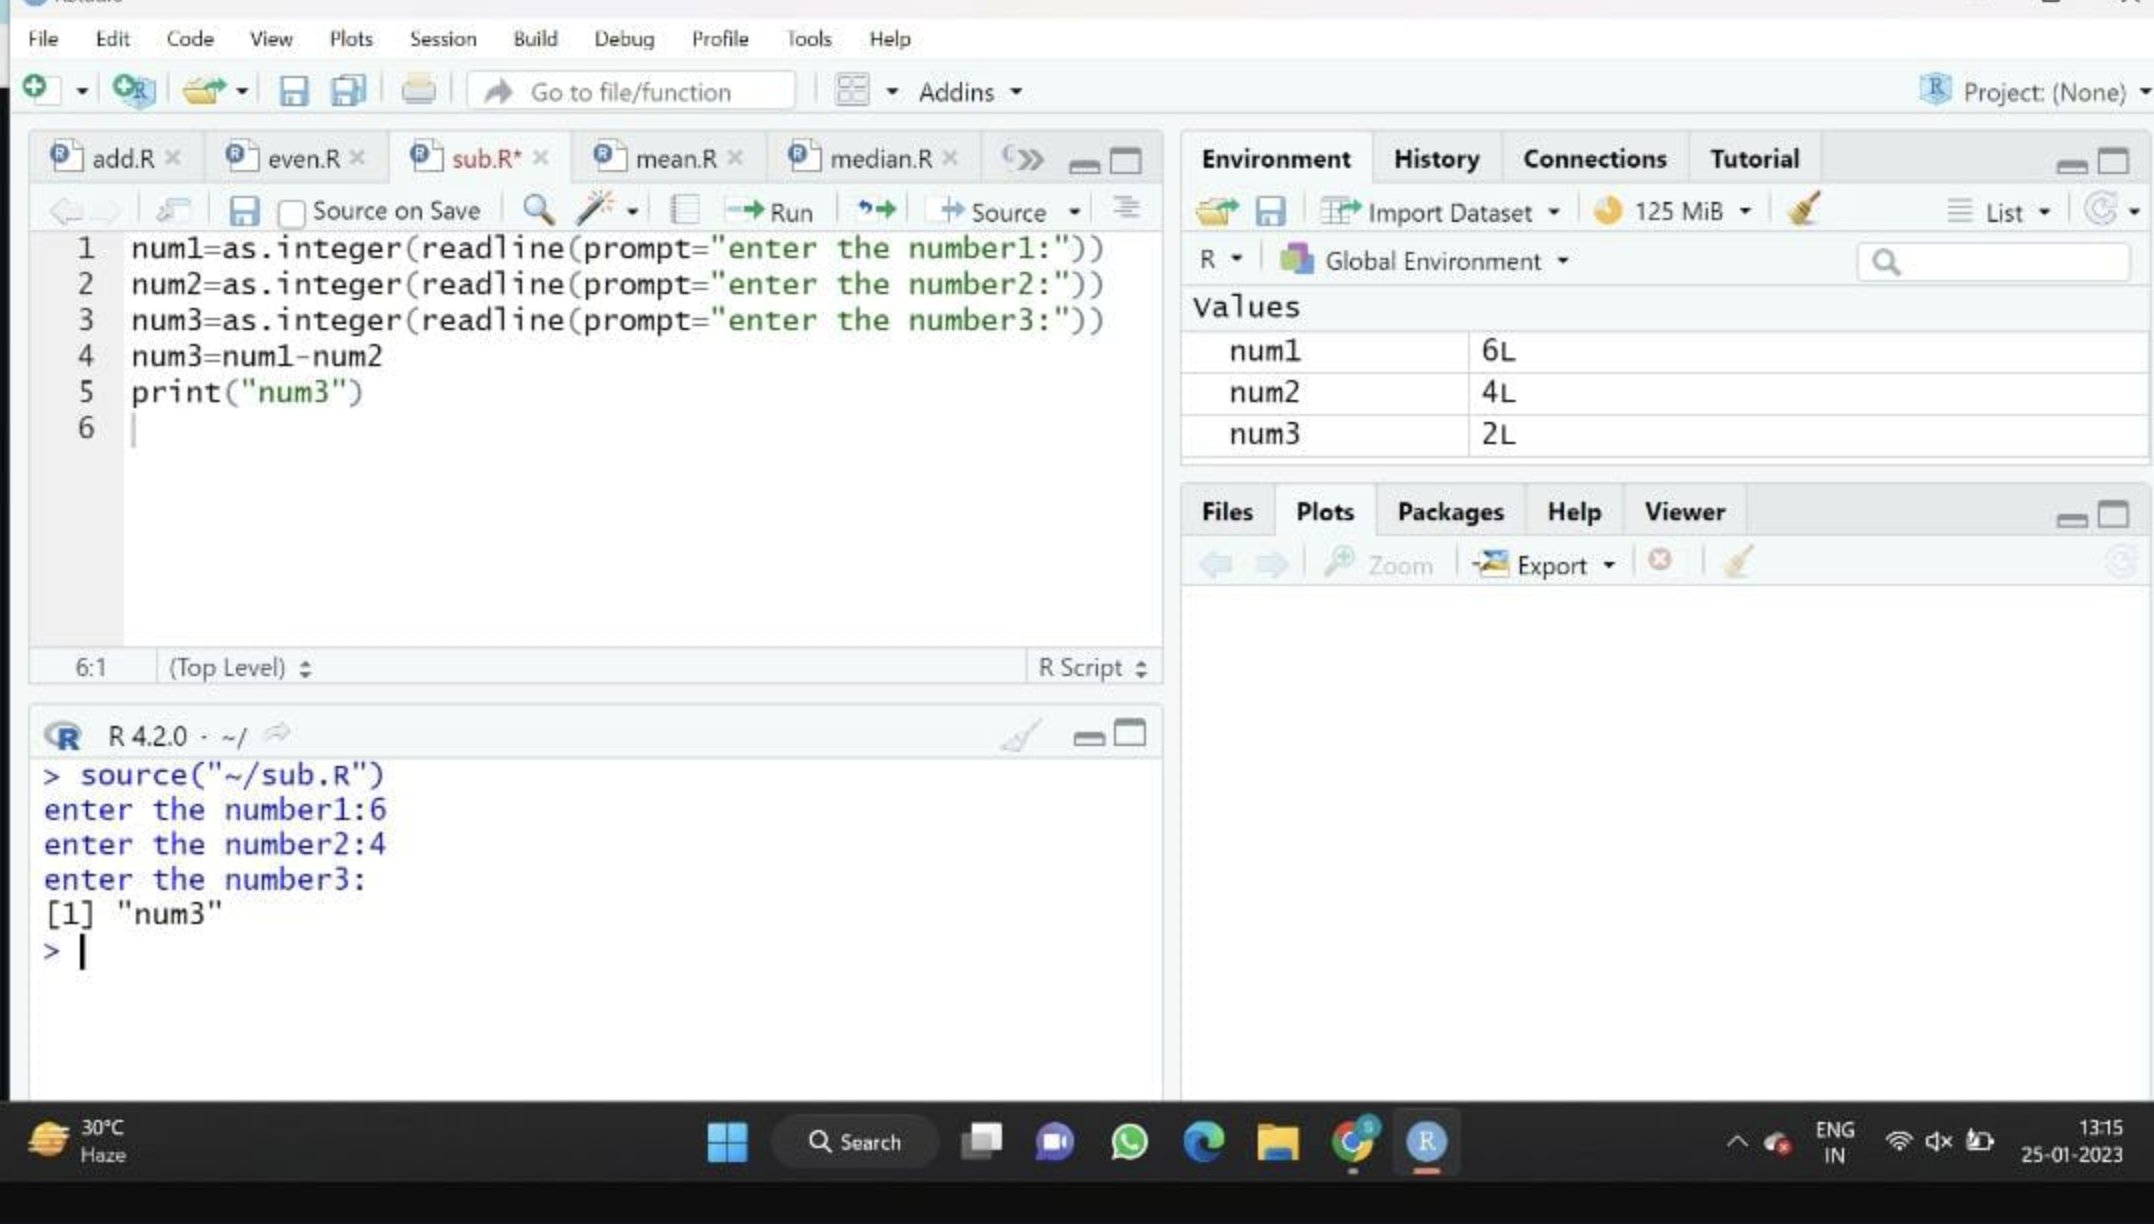 File Edit Code View Plots Session Build Debug Profile Tools Help
Go to file/function Addins Project: (None)
add.R even.R sub.R* mean.R median.R
Source on Save Run Source
1 num1=as.integer(readline(prompt="enter the number1:"))
2 num2=as.integer(readline(prompt="enter the number2:"))
3 num3=as.integer(readline(prompt="enter the number3:"))
4 num3=num1-num2
5 print("num3")
6
6:1 (Top Level) R Script
R 4.2.0 · ~/
> source("~/sub.R")
enter the number1:6
enter the number2:4
enter the number3:
[1] "num3"
>
Environment History Connections Tutorial
Import Dataset 125 MiB List
R Global Environment
Values
num1 6L
num2 4L
num3 2L
Files Plots Packages Help Viewer
Zoom Export
30°C
Haze
Search
ENG
IN
13:15
25-01-2023